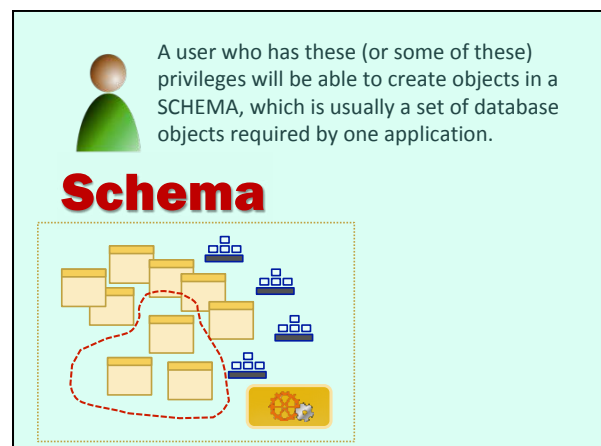 A user who has these (or some of these)
privileges will be able to create objects in a
SCHEMA, which is usually a set of database
objects required by one application.
Schema